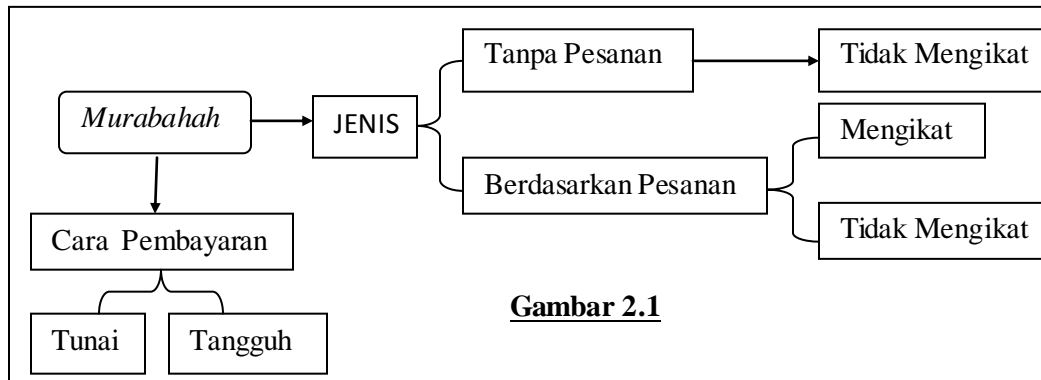 Tanpa Pesanan
Tidak Mengikat
Murabahah
JENIS
Mengikat
Berdasarkan Pesanan
Tidak Mengikat
Cara Pembayaran
Tunai
Tangguh
Gambar 2.1